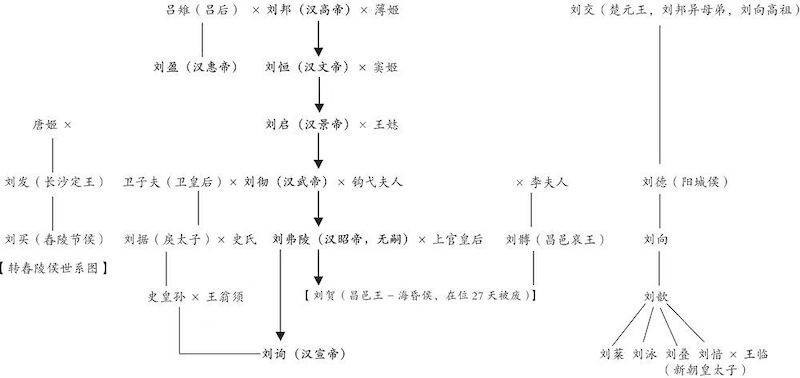 吕雉（吕后） × 刘邦（汉高帝）× 薄姬 刘交（楚元王，刘邦异母弟，刘向高祖）
刘盈（汉惠帝） 刘恒（汉文帝）× 窦姬
唐姬 × 刘启（汉景帝）× 王娡
刘发（长沙定王） 卫子夫（卫皇后）× 刘彻（汉武帝）× 钩弋夫人 × 李夫人 刘德（阳城侯）
刘买（舂陵节侯） 刘据（戾太子）× 史氏 刘弗陵（汉昭帝，无嗣）× 上官皇后 刘髆（昌邑哀王） 刘向
【转舂陵侯世系图】
史皇孙 × 王翁须 【刘贺（昌邑王－海昏侯，在位27天被废）】 刘歆
刘询（汉宣帝） 刘棻 刘泳 刘叠 刘愔 × 王临
（新朝皇太子）